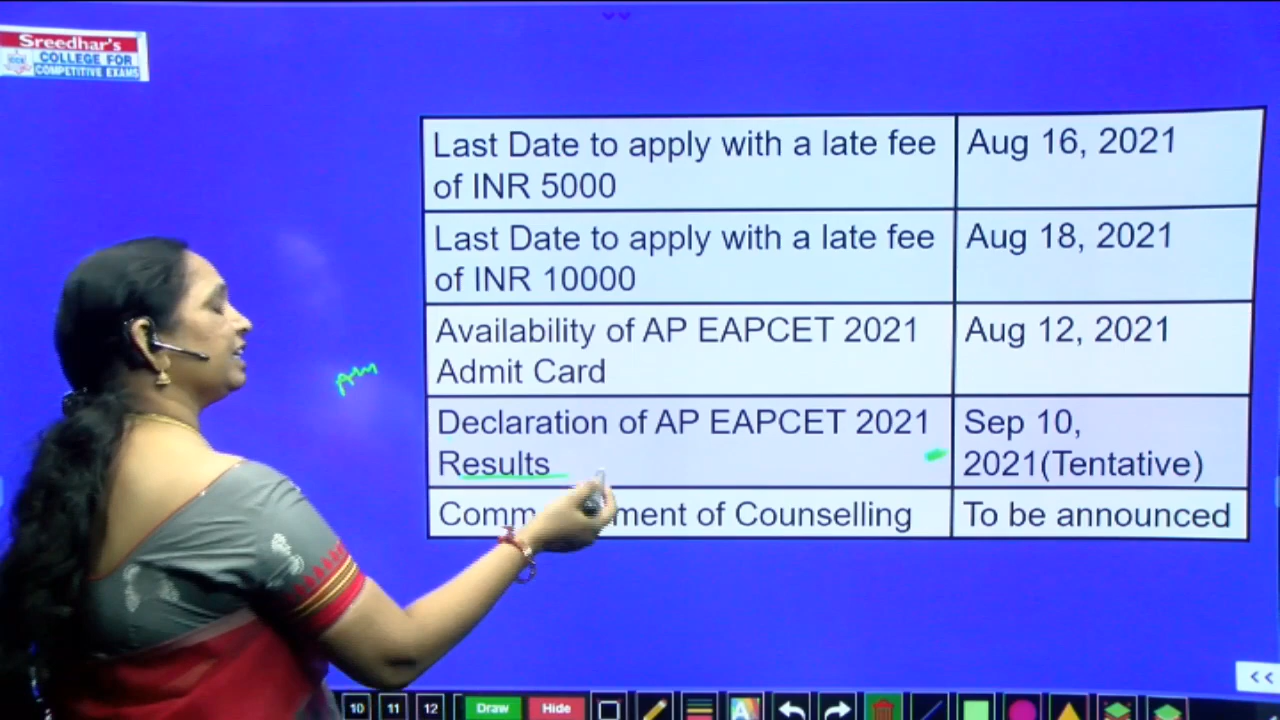 Sreedhar's
COLLEGE FOR
COMPETITIVE EXAMS
Last Date to apply with a late fee
of INR 5000
Aug 16, 2021
Last Date to apply with a late fee
of INR 10000
Aug 18, 2021
Availability of AP EAPCET 2021
Admit Card
Aug 12, 2021
Declaration of AP EAPCET 2021
Results
Sep 10,
2021(Tentative)
of Counselling
To be announced
10 11 12 Draw Hide
<<